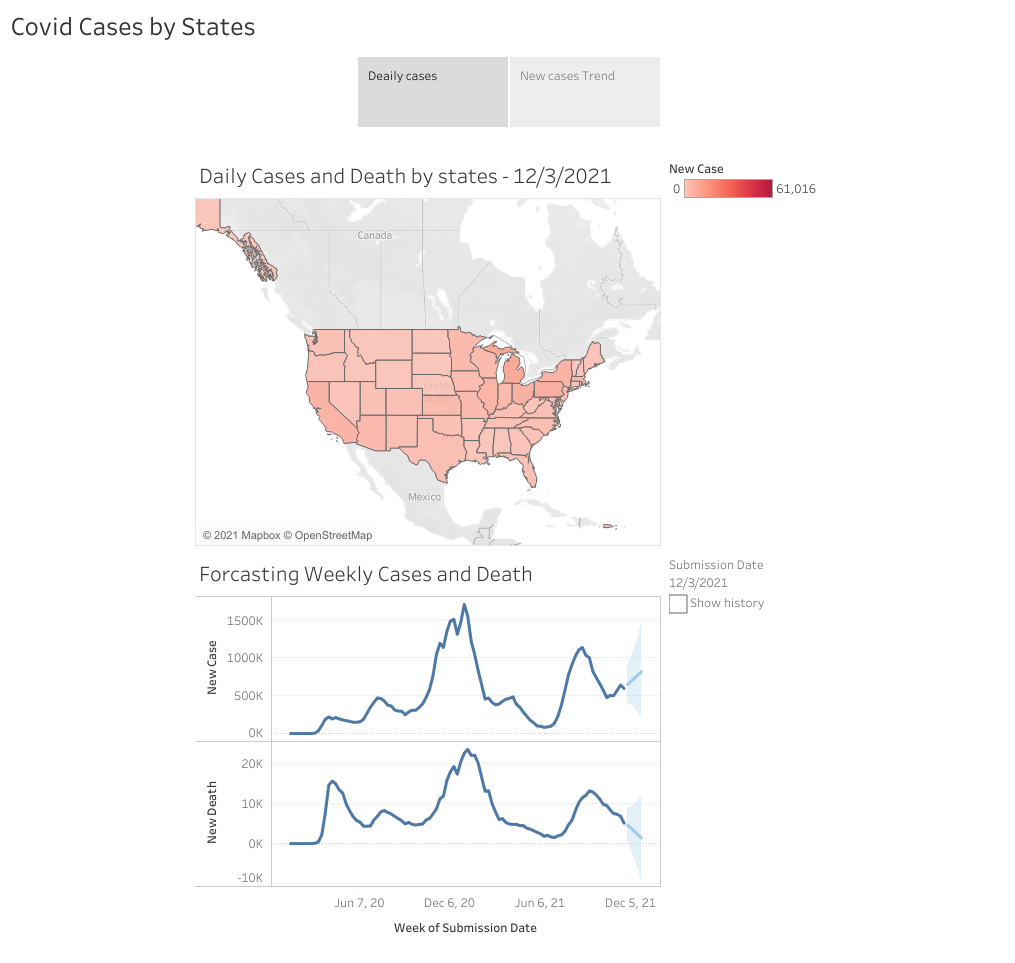 Covid Cases by States
Deaily cases
New cases Trend
Daily Cases and Death by states - 12/3/2021
New Case
0
61,016
Canada
United
Mexico
© 2021 Mapbox © OpenStreetMap
Forcasting Weekly Cases and Death
Submission Date
12/3/2021
Show history
New Case
1500K
1000K
500K
0K
New Death
20K
10K
0K
-10K
Jun 7, 20
Dec 6, 20
Jun 6, 21
Dec 5, 21
Week of Submission Date